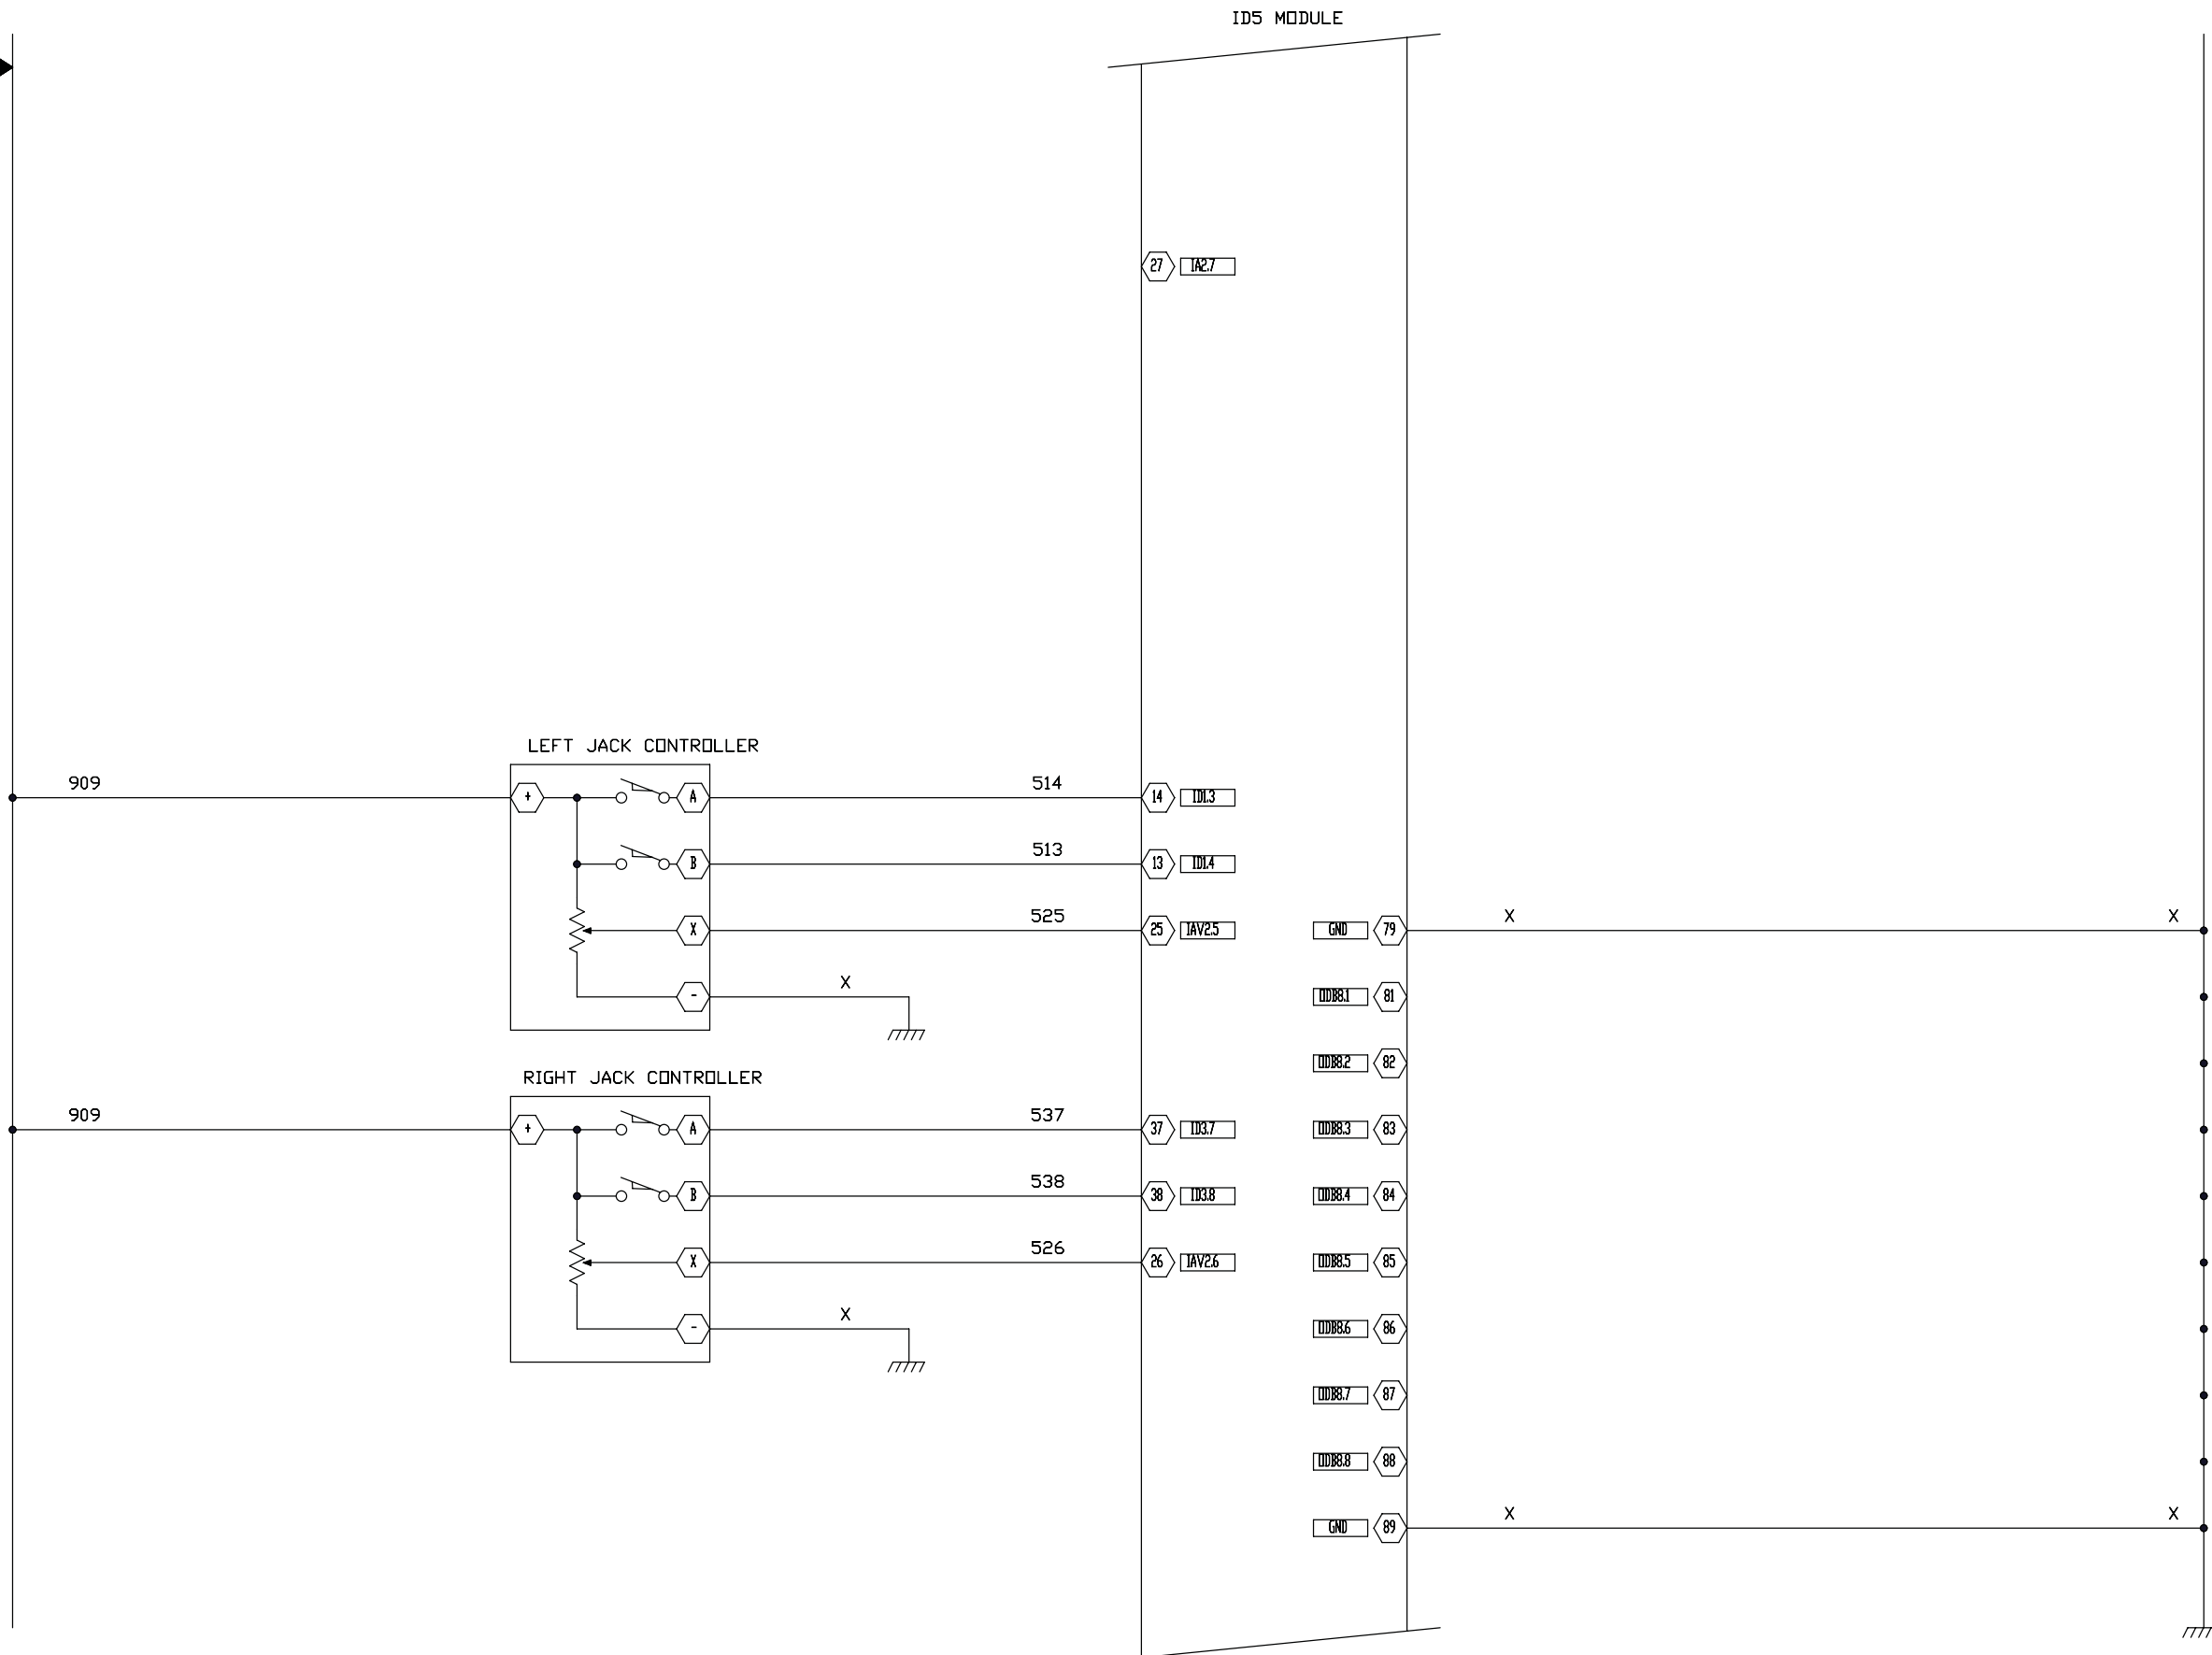 ID5 MODULE
27 IA2.7
LEFT JACK CONTROLLER
909 + A 514 14 ID1.3
B 513 13 ID1.4
X 525 25 IAV2.5 GND 79 X X
- X ODB8.1 81
ODB8.2 82
RIGHT JACK CONTROLLER
909 + A 537 37 ID3.7 ODB8.3 83
B 538 38 ID3.8 ODB8.4 84
X 526 26 IAV2.6 ODB8.5 85
- X ODB8.6 86
ODB8.7 87
ODB8.8 88
GND 89 X X